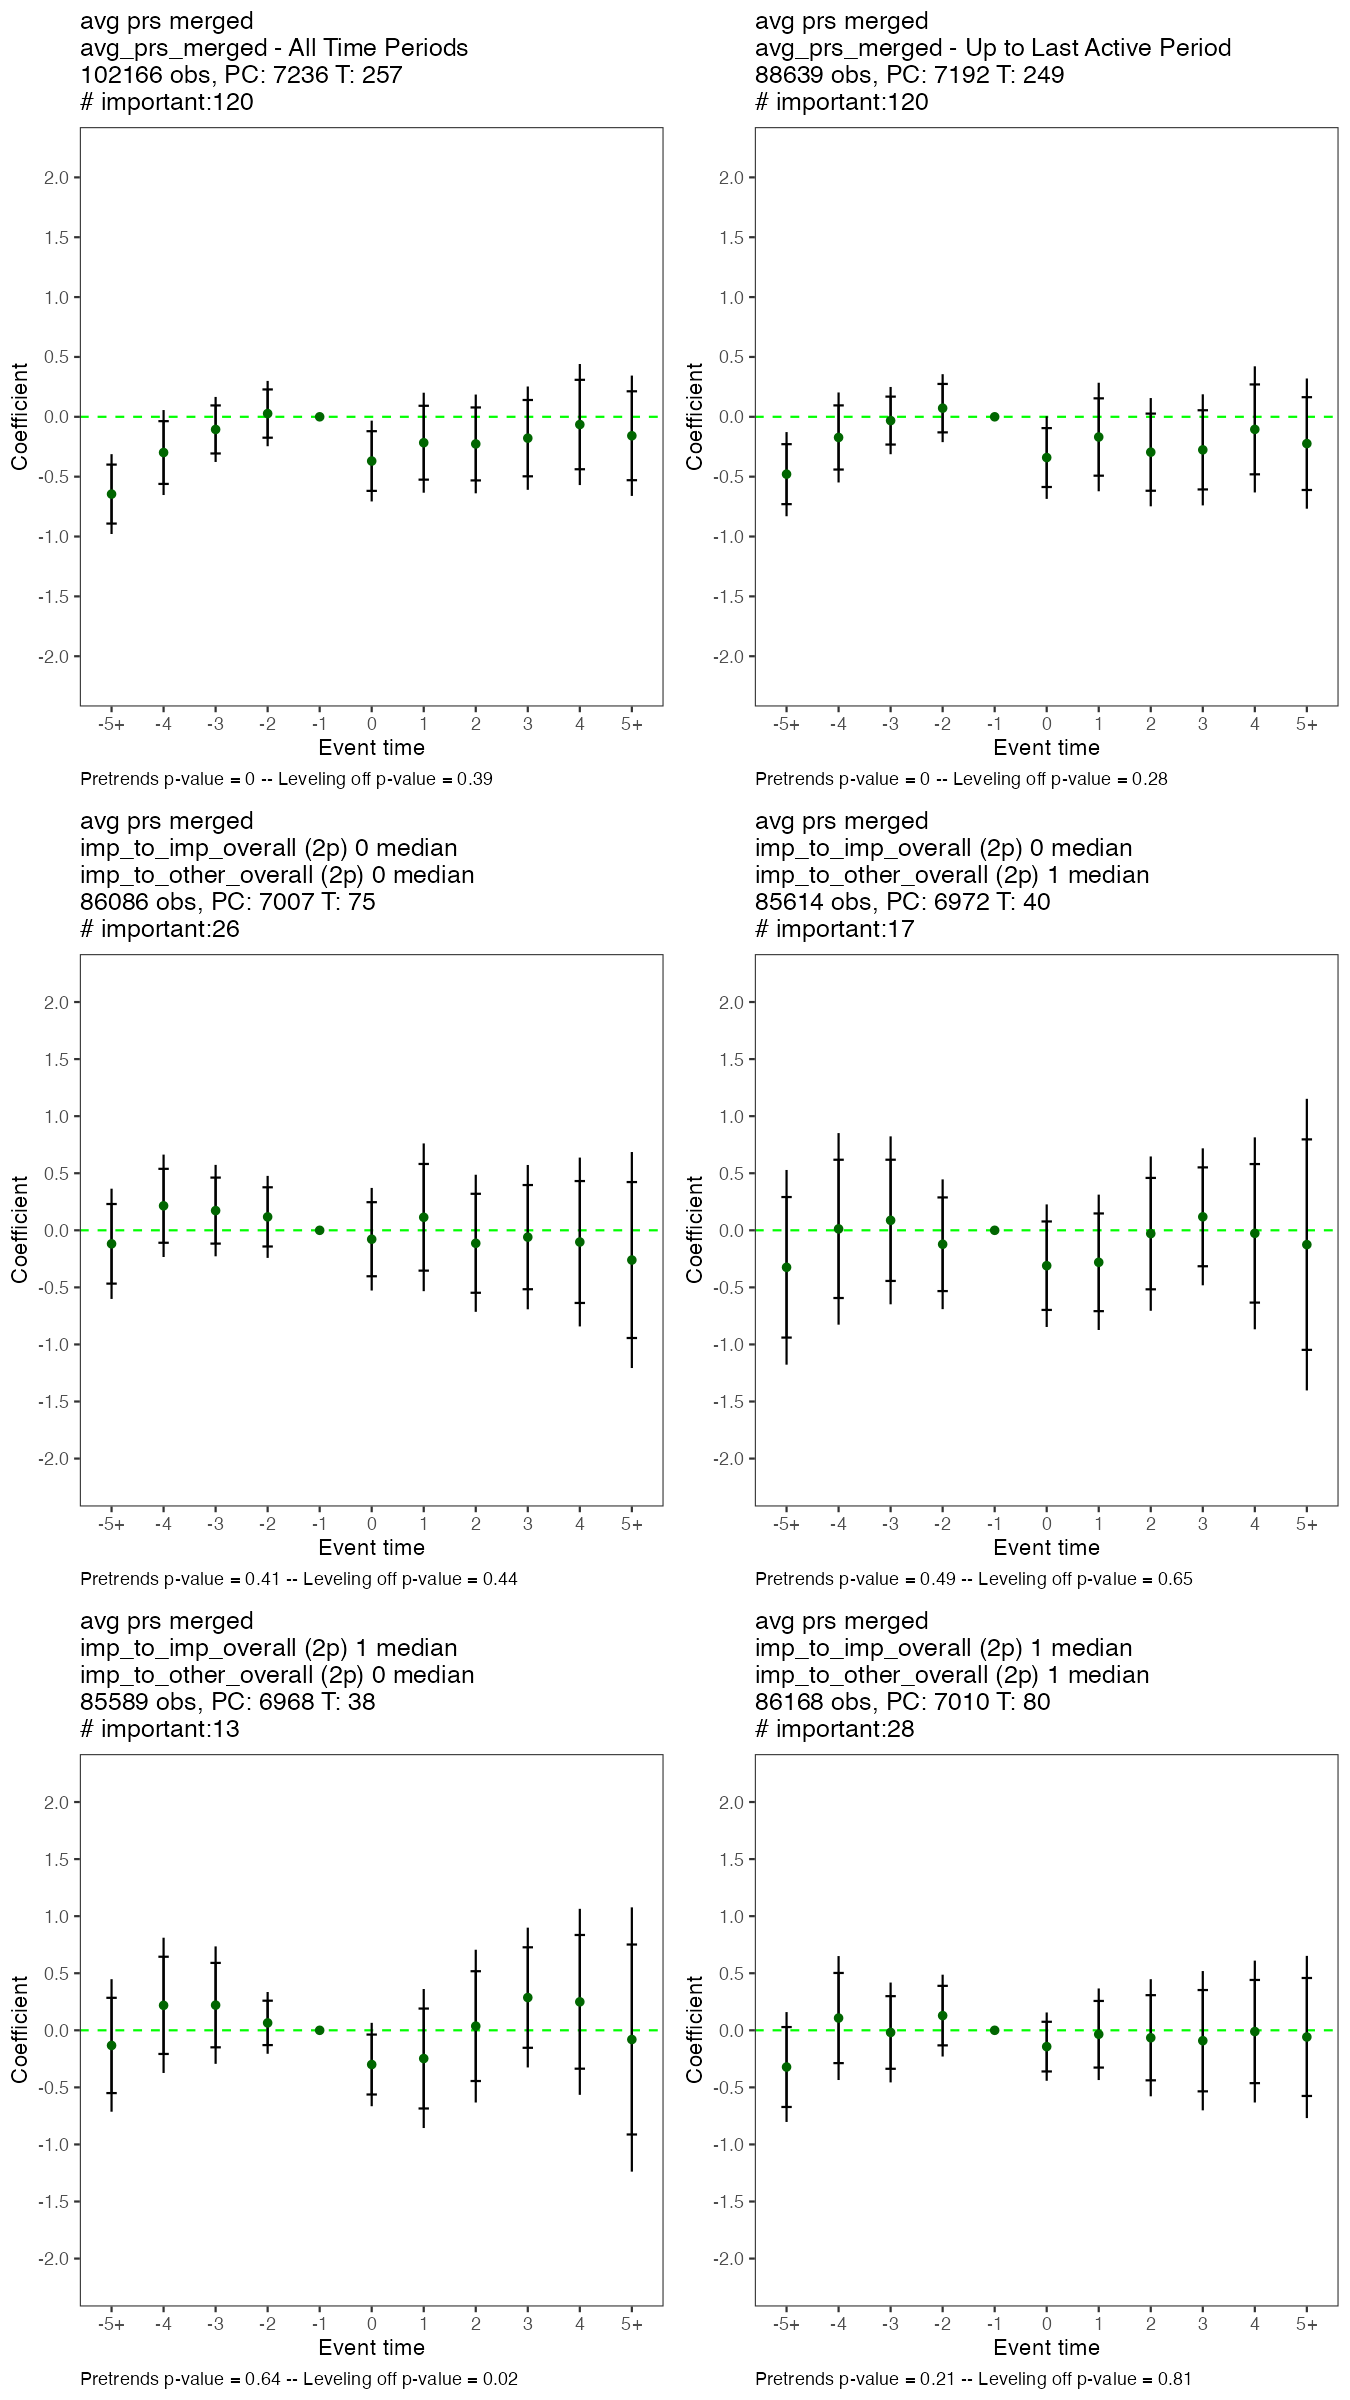 avg prs merged
avg_prs_merged - All Time Periods
102166 obs, PC: 7236 T: 257
# important:120
2.0
1.5
1.0
0.5
0.0
-0.5
-1.0
-1.5
-2.0
Coefficient
-5+ -4 -3 -2 -1 0 1 2 3 4 5+
Event time
Pretrends p-value = 0 -- Leveling off p-value = 0.39
avg prs merged
avg_prs_merged - Up to Last Active Period
88639 obs, PC: 7192 T: 249
# important:120
2.0
1.5
1.0
0.5
0.0
-0.5
-1.0
-1.5
-2.0
Coefficient
-5+ -4 -3 -2 -1 0 1 2 3 4 5+
Event time
Pretrends p-value = 0 -- Leveling off p-value = 0.28
avg prs merged
imp_to_imp_overall (2p) 0 median
imp_to_other_overall (2p) 0 median
86086 obs, PC: 7007 T: 75
# important:26
2.0
1.5
1.0
0.5
0.0
-0.5
-1.0
-1.5
-2.0
Coefficient
-5+ -4 -3 -2 -1 0 1 2 3 4 5+
Event time
Pretrends p-value = 0.41 -- Leveling off p-value = 0.44
avg prs merged
imp_to_imp_overall (2p) 0 median
imp_to_other_overall (2p) 1 median
85614 obs, PC: 6972 T: 40
# important:17
2.0
1.5
1.0
0.5
0.0
-0.5
-1.0
-1.5
-2.0
Coefficient
-5+ -4 -3 -2 -1 0 1 2 3 4 5+
Event time
Pretrends p-value = 0.49 -- Leveling off p-value = 0.65
avg prs merged
imp_to_imp_overall (2p) 1 median
imp_to_other_overall (2p) 0 median
85589 obs, PC: 6968 T: 38
# important:13
2.0
1.5
1.0
0.5
0.0
-0.5
-1.0
-1.5
-2.0
Coefficient
-5+ -4 -3 -2 -1 0 1 2 3 4 5+
Event time
Pretrends p-value = 0.64 -- Leveling off p-value = 0.02
avg prs merged
imp_to_imp_overall (2p) 1 median
imp_to_other_overall (2p) 1 median
86168 obs, PC: 7010 T: 80
# important:28
2.0
1.5
1.0
0.5
0.0
-0.5
-1.0
-1.5
-2.0
Coefficient
-5+ -4 -3 -2 -1 0 1 2 3 4 5+
Event time
Pretrends p-value = 0.21 -- Leveling off p-value = 0.81